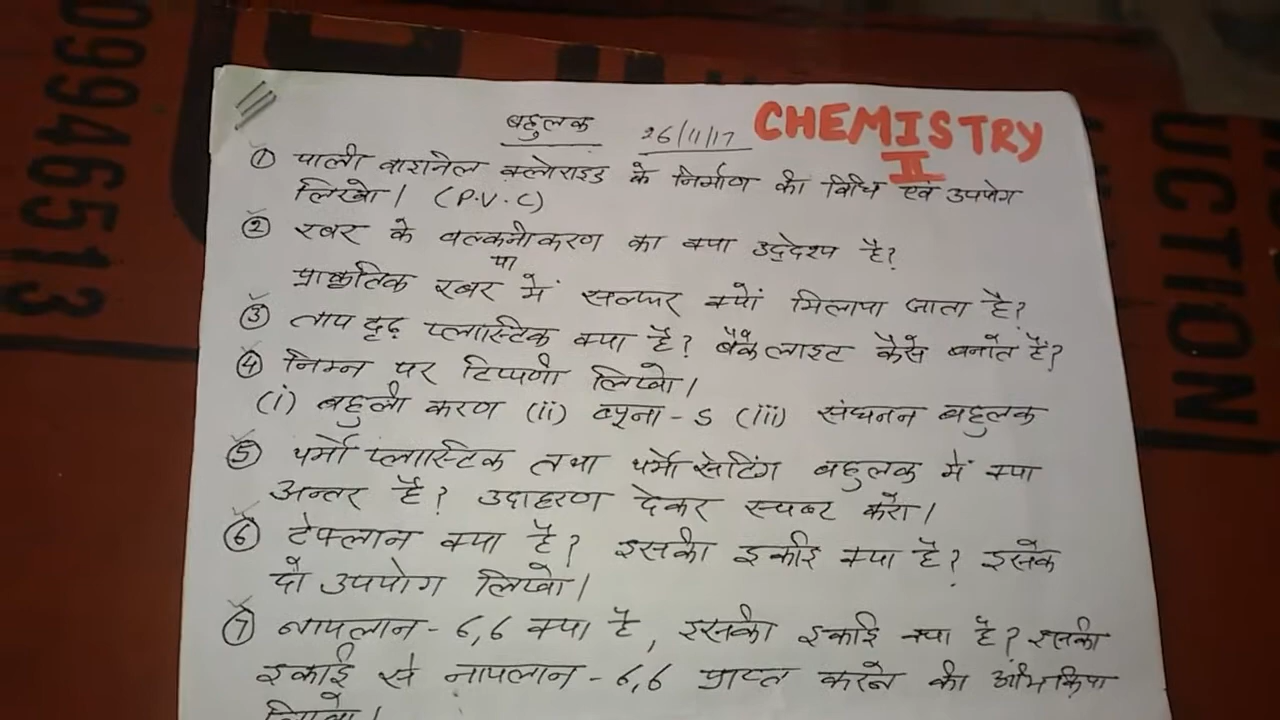 09946513
UCTION
बहुलक 26/11/17 CHEMISTRY II
① पाली वाइनिल क्लोराइड के निर्माण की विधि एवं उपयोग
लिखो। (P.V.C)
② रबर के वल्कनीकरण का क्या उद्देश्य है?
या
प्राकृतिक रबर में सल्फर क्यों मिलाया जाता है?
③ ताप दृढ़ प्लास्टिक क्या है? बैकेलाइट कैसे बनाते हैं?
④ निम्न पर टिप्पणी लिखो।
(i) बहुली करण (ii) ब्यूना-S (iii) संघनन बहुलक
⑤ थर्मो प्लास्टिक तथा थर्मो सेटिंग बहुलक में क्या
अन्तर है? उदाहरण देकर स्पष्ट करो।
⑥ टेफ्लान क्या है? इसकी इकाई क्या है? इसके
दो उपयोग लिखो।
⑦ नायलान-6,6 क्या है, इसकी इकाई क्या है? इसकी
इकाई से नायलान-6,6 प्राप्त करने की अभिक्रिया
लिखो।